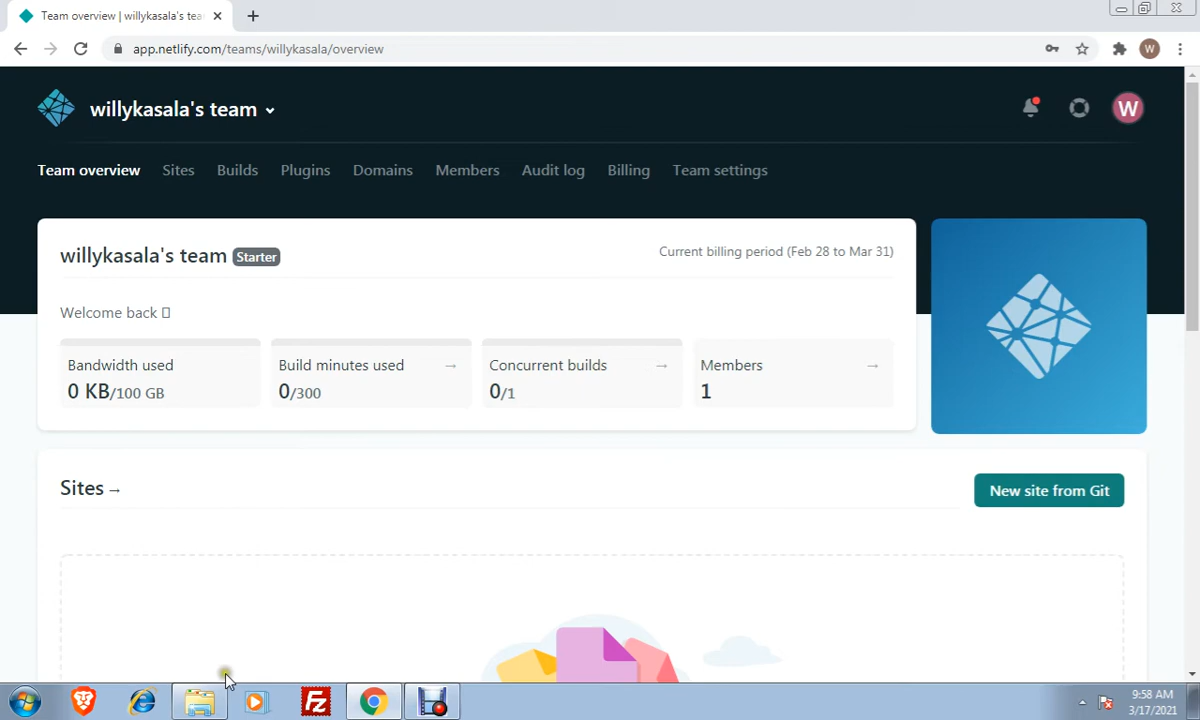 Team overview | willykasala's tea
app.netlify.com/teams/willykasala/overview
W
willykasala's team
W
Team overview Sites Builds Plugins Domains Members Audit log Billing Team settings
willykasala's team Starter
Current billing period (Feb 28 to Mar 31)
Welcome back
Bandwidth used
0 KB/100 GB
Build minutes used →
0/300
Concurrent builds →
0/1
Members →
1
Sites →
New site from Git
Fz
9:58 AM
3/17/2021